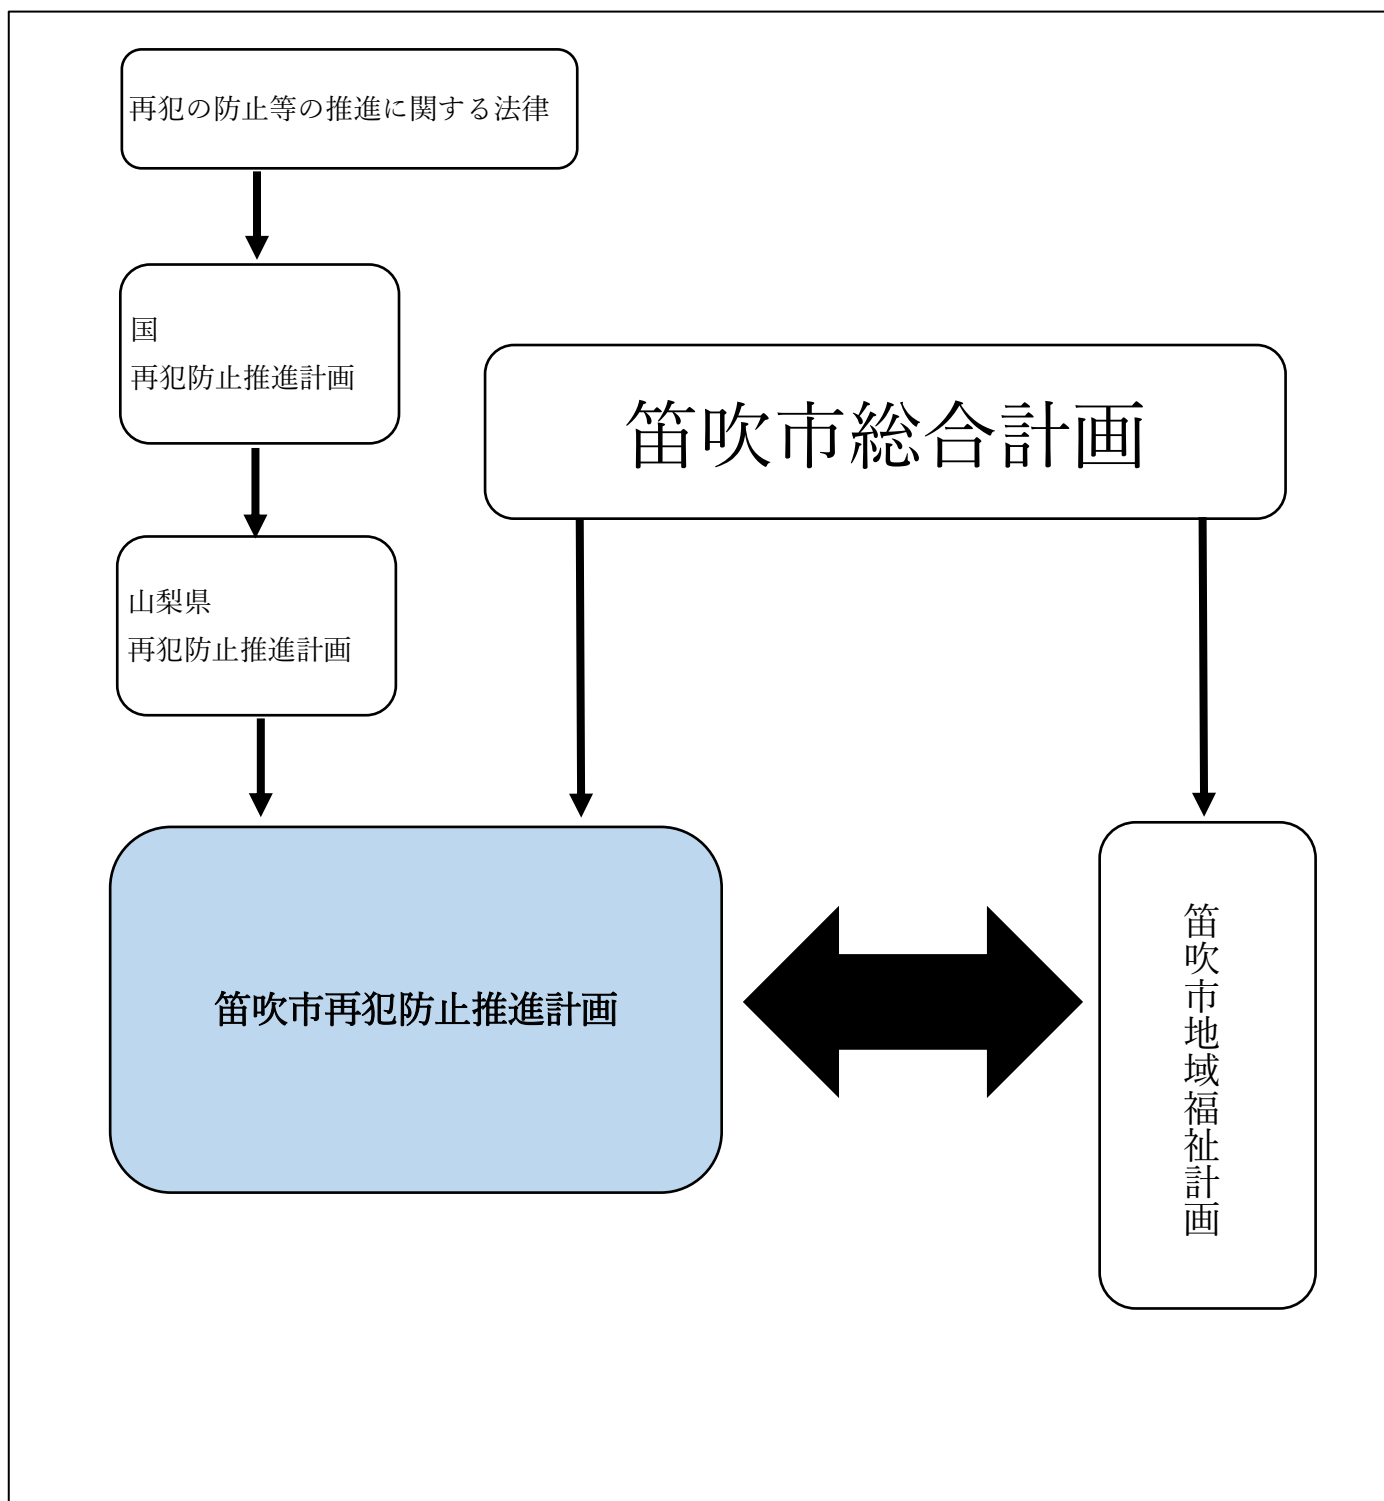 再犯の防止等の推進に関する法律
国
再犯防止推進計画
笛吹市総合計画
山梨県
再犯防止推進計画
笛吹市再犯防止推進計画
笛吹市地域福祉計画